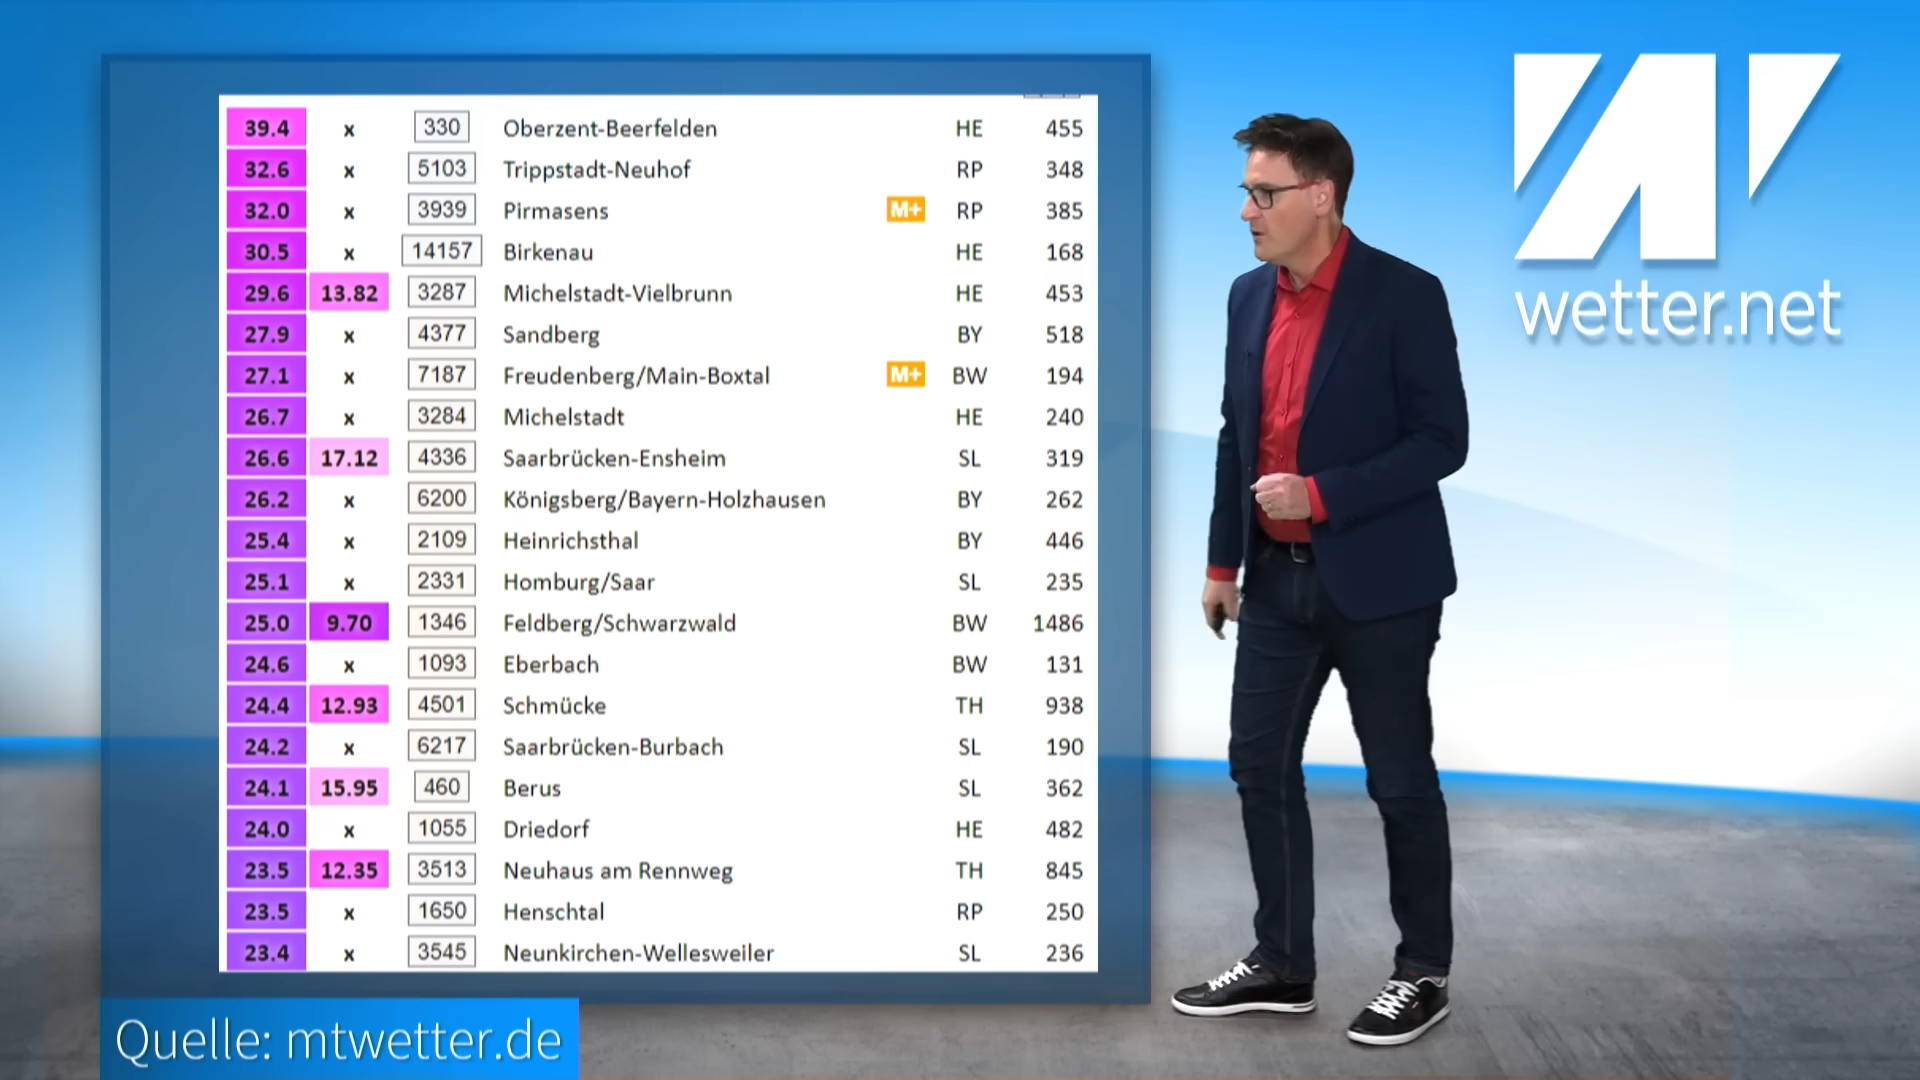 39.4 x 330 Oberzent-Beerfelden HE 455
32.6 x 5103 Trippstadt-Neuhof RP 348
32.0 x 3939 Pirmasens M+ RP 385
30.5 x 14157 Birkenau HE 168
29.6 13.82 3287 Michelstadt-Vielbrunn HE 453
27.9 x 4377 Sandberg BY 518
27.1 x 7187 Freudenberg/Main-Boxtal M+ BW 194
26.7 x 3284 Michelstadt HE 240
26.6 17.12 4336 Saarbrücken-Ensheim SL 319
26.2 x 6200 Königsberg/Bayern-Holzhausen BY 262
25.4 x 2109 Heinrichsthal BY 446
25.1 x 2331 Homburg/Saar SL 235
25.0 9.70 1346 Feldberg/Schwarzwald BW 1486
24.6 x 1093 Eberbach BW 131
24.4 12.93 4501 Schmücke TH 938
24.2 x 6217 Saarbrücken-Burbach SL 190
24.1 15.95 460 Berus SL 362
24.0 x 1055 Driedorf HE 482
23.5 12.35 3513 Neuhaus am Rennweg TH 845
23.5 x 1650 Henschtal RP 250
23.4 x 3545 Neunkirchen-Wellesweiler SL 236
Quelle: mtwetter.de
wetter.net